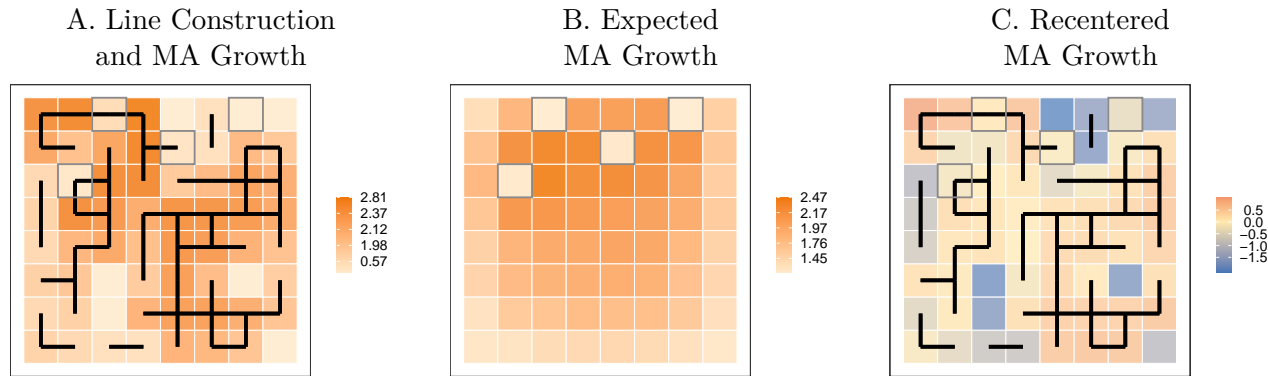 A. Line Construction
and MA Growth
B. Expected
MA Growth
C. Recentered
MA Growth
2.81
2.37
2.12
1.98
0.57
2.47
2.17
1.97
1.76
1.45
0.5
0.0
−0.5
−1.0
−1.5